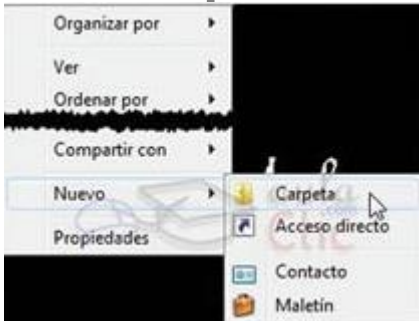 Organizar por
Ver
Ordenar por
Compartir con
Nuevo
Propiedades
Carpeta
Acceso directo
Contacto
Maletín